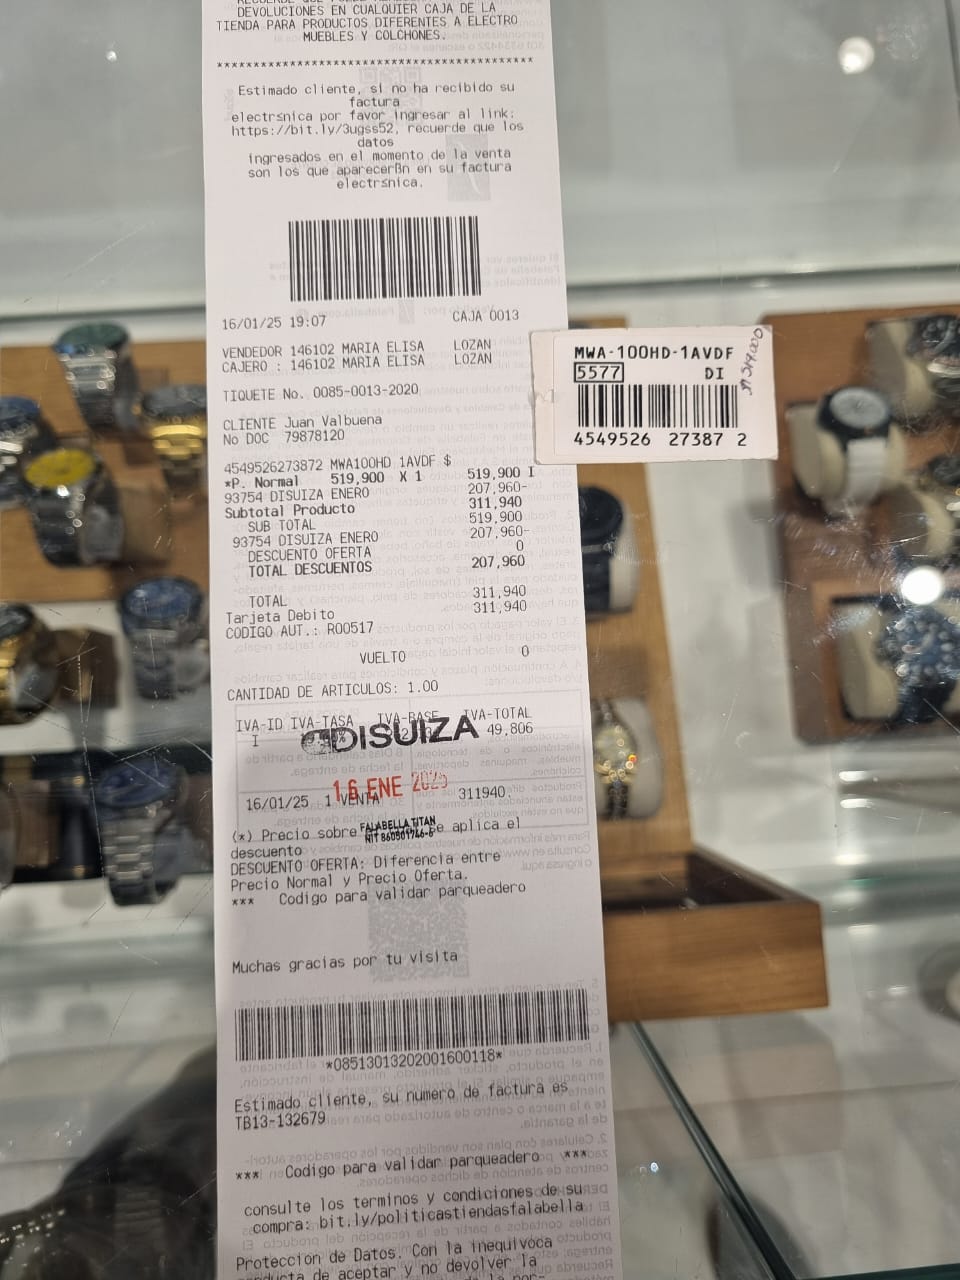 DEVOLUCIONES EN CUALQUIER CAJA DE LA
TIENDA PARA PRODUCTOS DIFERENTES A ELECTRO
MUEBLES Y COLCHONES.
****************************************************
Estimado cliente, si no ha recibido su
factura
electrsnica por favor ingresar al link:
https://bit.ly/3ugss52, recuerde que los
datos
ingresados en el momento de la venta
son los que aparecerßn en su factura
electrsnica.
16/01/25 19:07 CAJA 0013
VENDEDOR 146102 MARIA ELISA LOZAN
CAJERO : 146102 MARIA ELISA LOZAN
TIQUETE No. 0085-0013-2020
CLIENTE Juan Valbuena
No DOC 79878120
4549526273872 MWA100HD 1AVDF $
*P. Normal 519,900 X 1 519,900 I
93754 DISUIZA ENERO 207,960-
Subtotal Producto 311,940
SUB TOTAL 519,900
93754 DISUIZA ENERO 207,960-
DESCUENTO OFERTA 0
TOTAL DESCUENTOS 207,960
TOTAL 311,940
Tarjeta Debito 311,940
CODIGO AUT.: R00517
VUELTO 0
CANTIDAD DE ARTICULOS: 1.00
IVA-ID IVA-TASA IVA-BASE IVA-TOTAL
I 49,806
DISUIZA
16 ENE 2025
16/01/25 1 VENTA 311940
FALABELLA TITAN
NIT 860501746-6
(*) Precio sobre se aplica el
descuento
DESCUENTO OFERTA: Diferencia entre
Precio Normal y Precio Oferta.
*** Codigo para validar parqueadero
Muchas gracias por tu visita
*08513013202001600118*
Estimado cliente, su numero de factura es
TB13-132679
*** Codigo para validar parqueadero ***
consulte los terminos y condiciones de su
compra: bit.ly/politicastiendasfalabella
Proteccion de Datos. Con la inequivoca
conducta de aceptar y no devolver la
MWA-100HD-1AVDF
5577 DI
4549526 27387 2